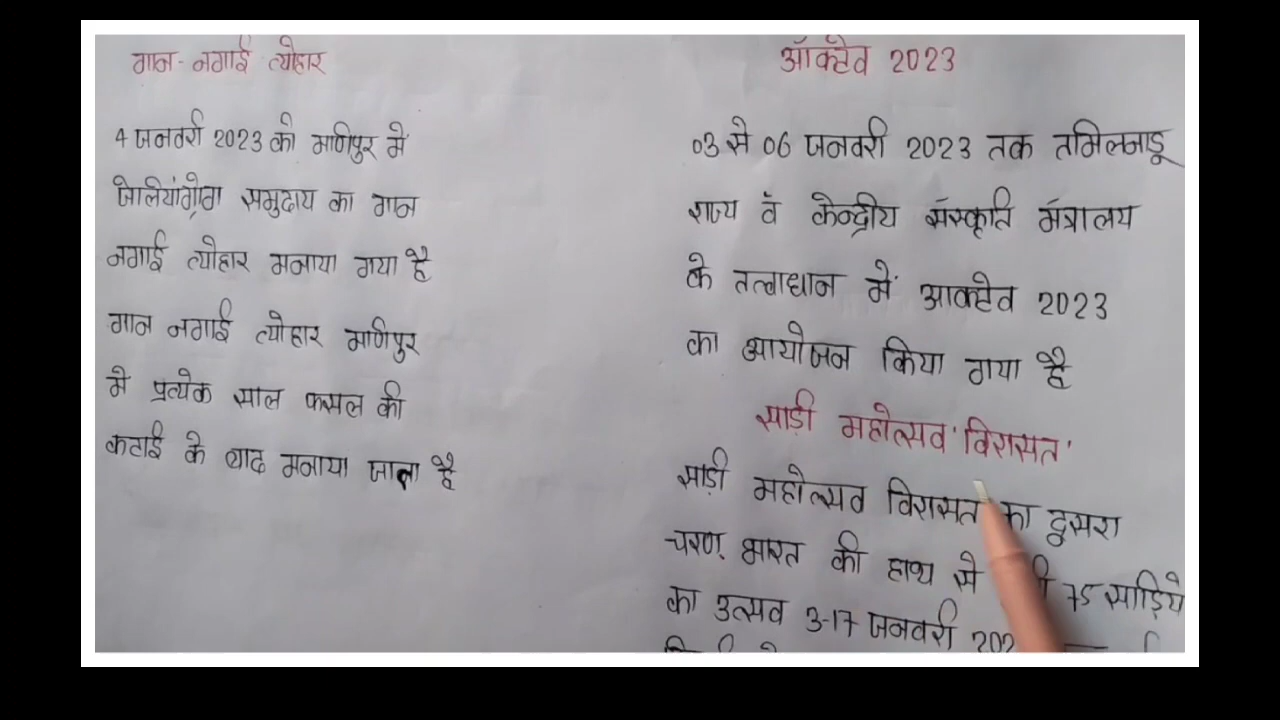 गान-नगाई त्योहार
4 जनवरी 2023 को मणिपुर में
जेलियांग्रोंग समुदाय का गान
नगाई त्योहार मनाया गया है
गान नगाई त्योहार मणिपुर
मे प्रत्येक साल फसल की
कटाई के बाद मनाया जाता है
ऑक्टेव 2023
03 से 06 जनवरी 2023 तक तमिलनाडू
राज्य व केन्द्रीय संस्कृति मंत्रालय
के तत्वाधान में आक्टेव 2023
का आयोजन किया गया है
साड़ी महोत्सव 'विरासत'
साड़ी महोत्सव विरासत का दुसरा
चरण भारत की हाथ से 75 साड़िये
का उत्सव 3-17 जनवरी